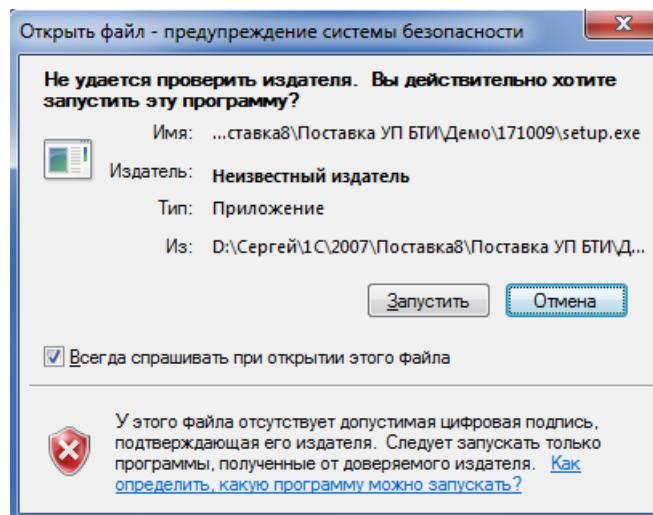 Открыть файл - предупреждение системы безопасности
Не удается проверить издателя. Вы действительно хотите
запустить эту программу?
Имя: ...ставка8\Поставка УП БТИ\Демо\171009\setup.exe
Издатель: Неизвестный издатель
Тип: Приложение
Из: D:\Сергей\1С\2007\Поставка8\Поставка УП БТИ\Д...
Запустить Отмена
Всегда спрашивать при открытии этого файла
У этого файла отсутствует допустимая цифровая подпись,
подтверждающая его издателя. Следует запускать только
программы, полученные от доверяемого издателя. Как
определить, какую программу можно запускать?